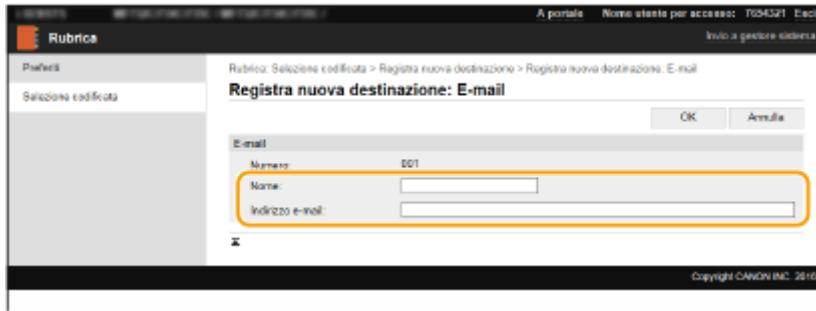 A portale Nome utente per accesso: 7654321 Esci
Rubrica
Invio a gestore sistema
Preferiti
Selezione codificata
Rubrica: Selezione codificata > Registra nuova destinazione > Registra nuova destinazione: E-mail
Registra nuova destinazione: E-mail
OK Annulla
E-mail
Numero: 001
Nome:
Indirizzo e-mail:
Copyright CANON INC. 2016